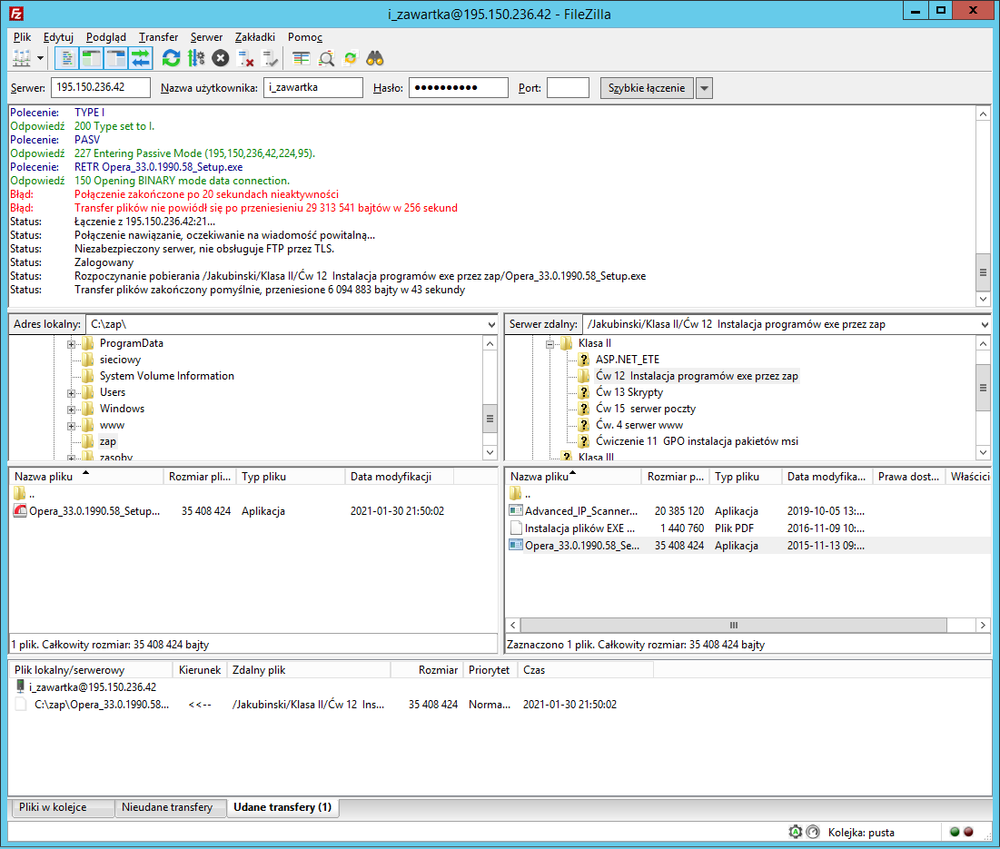 i_zawartka@195.150.236.42 - FileZilla
Plik Edytuj Podgląd Transfer Serwer Zakładki Pomoc
Serwer: 195.150.236.42 Nazwa użytkownika: i_zawartka Hasło: ●●●●●●●●●● Port: Szybkie łączenie
Polecenie: TYPE I
Odpowiedź 200 Type set to I.
Polecenie: PASV
Odpowiedź 227 Entering Passive Mode (195,150,236,42,224,95).
Polecenie: RETR Opera_33.0.1990.58_Setup.exe
Odpowiedź 150 Opening BINARY mode data connection.
Błąd: Połączenie zakończone po 20 sekundach nieaktywności
Błąd: Transfer plików nie powiódł się po przeniesieniu 29 313 541 bajtów w 256 sekund
Status: Łączenie z 195.150.236.42:21...
Status: Połączenie nawiązanie, oczekiwanie na wiadomość powitalną...
Status: Niezabezpieczony serwer, nie obsługuje FTP przez TLS.
Status: Zalogowany
Status: Rozpoczynanie pobierania /Jakubinski/Klasa II/Ćw 12  Instalacja programów exe przez zap/Opera_33.0.1990.58_Setup.exe
Status: Transfer plików zakończony pomyślnie, przeniesione 6 094 883 bajty w 43 sekundy
Adres lokalny: C:\zap\
ProgramData
sieciowy
System Volume Information
Users
Windows
www
zap
zasoby
Serwer zdalny: /Jakubinski/Klasa II/Ćw 12  Instalacja programów exe przez zap
Klasa II
ASP.NET_ETE
Ćw 12  Instalacja programów exe przez zap
Ćw 13 Skrypty
Ćw 15  serwer poczty
Ćw. 4 serwer www
Ćwiczenie 11  GPO instalacja pakietów msi
Klasa III
Nazwa pliku Rozmiar pli... Typ pliku Data modyfikacji
..
Opera_33.0.1990.58_Setup... 35 408 424 Aplikacja 2021-01-30 21:50:02
1 plik. Całkowity rozmiar: 35 408 424 bajty
Nazwa pliku Rozmiar p... Typ pliku Data modyfika... Prawa dost... Właścici
..
Advanced_IP_Scanner... 20 385 120 Aplikacja 2019-10-05 13:...
Instalacja plików EXE ... 1 440 760 Plik PDF 2016-11-09 10:...
Opera_33.0.1990.58_Se... 35 408 424 Aplikacja 2015-11-13 09:...
Zaznaczono 1 plik. Całkowity rozmiar: 35 408 424 bajty
Plik lokalny/serwerowy Kierunek Zdalny plik Rozmiar Priorytet Czas
i_zawartka@195.150.236.42
C:\zap\Opera_33.0.1990.58... <<-- /Jakubinski/Klasa II/Ćw 12  Ins... 35 408 424 Norma... 2021-01-30 21:50:02
Pliki w kolejce Nieudane transfery Udane transfery (1)
Kolejka: pusta